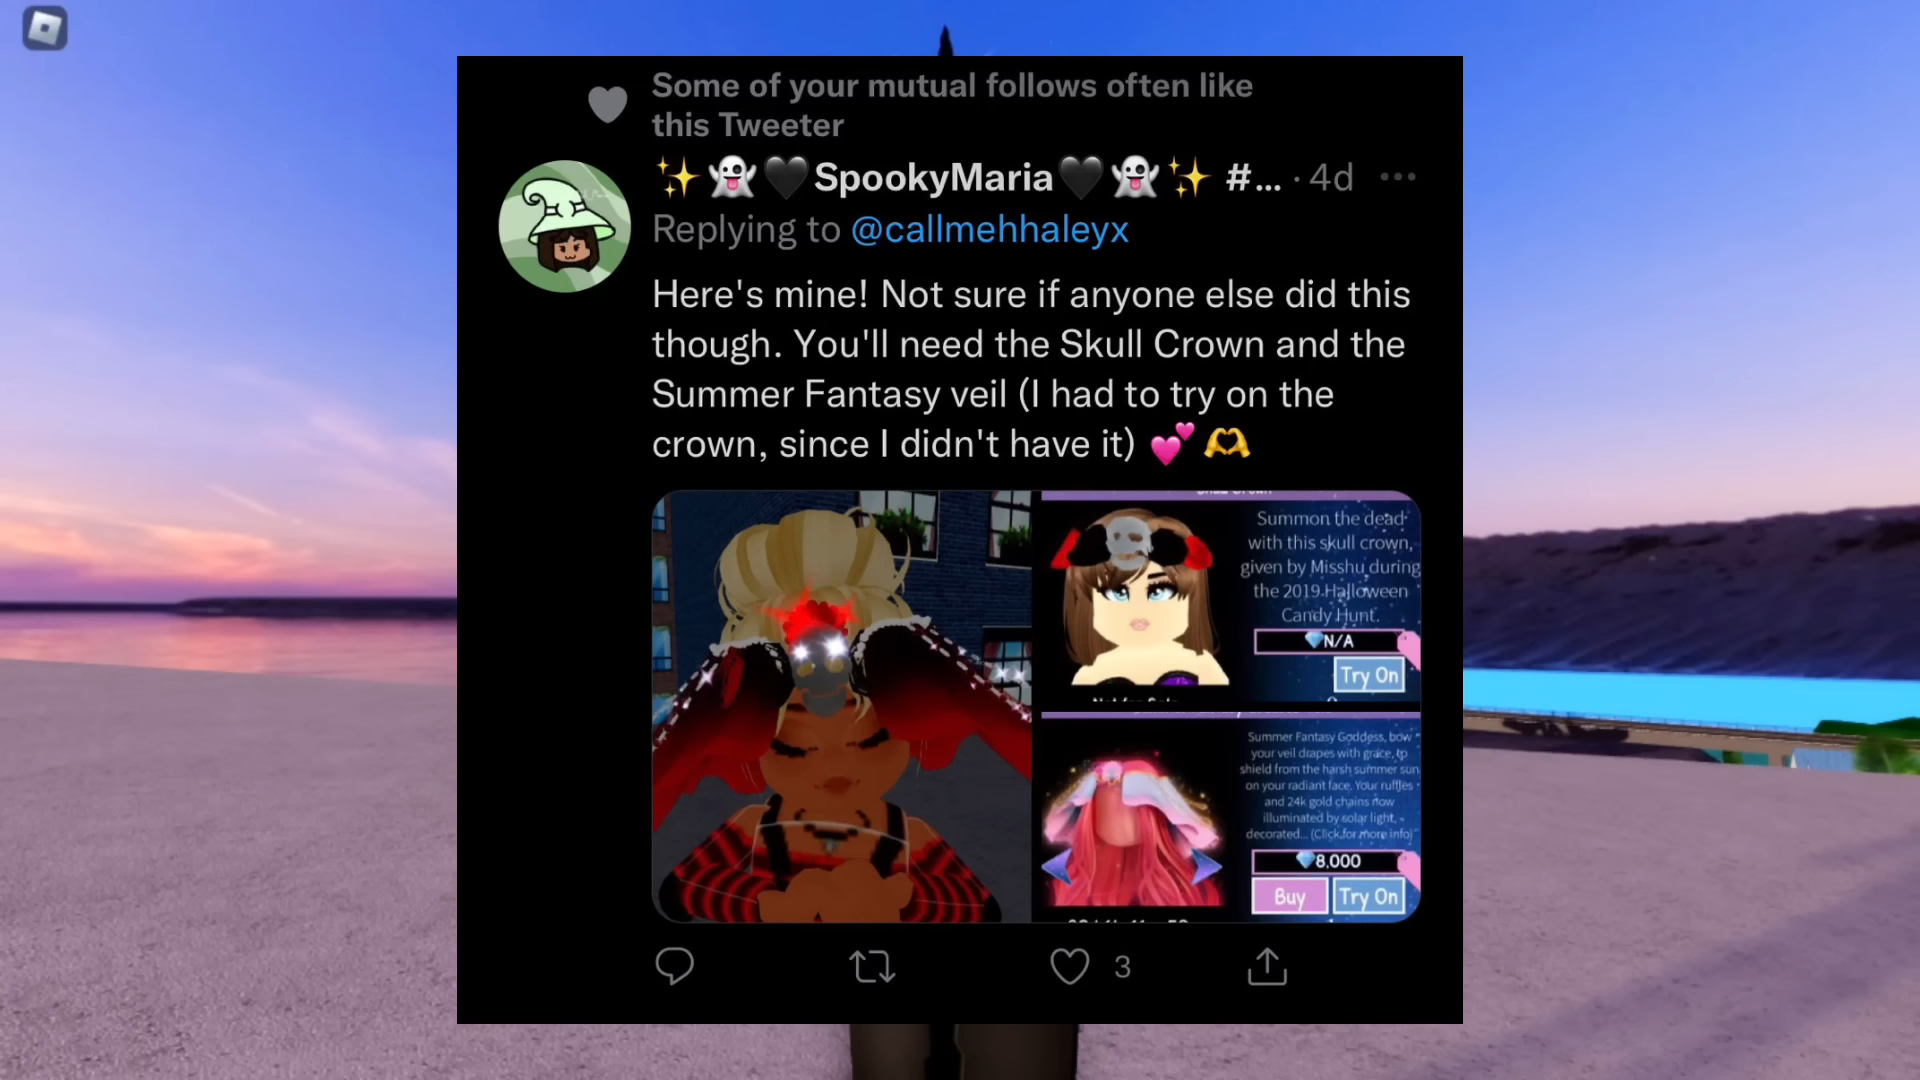 Some of your mutual follows often like
this Tweeter
✨👻🖤SpookyMaria🖤👻✨ #... · 4d
Replying to @callmehhaleyx
Here's mine! Not sure if anyone else did this
though. You'll need the Skull Crown and the
Summer Fantasy veil (I had to try on the
crown, since I didn't have it) 💕🫶
Summon the dead
with this skull crown,
given by Misshu during
the 2019 Halloween
Candy Hunt.
N/A
Try On
Summer Fantasy Goddess, bow
your veil drapes with grace, to
shield from the harsh summer sun
on your radiant face. Your ruffles
and 24k gold chains now
illuminated by solar light,
decorated... (Click for more info)
8,000
Buy
Try On
3